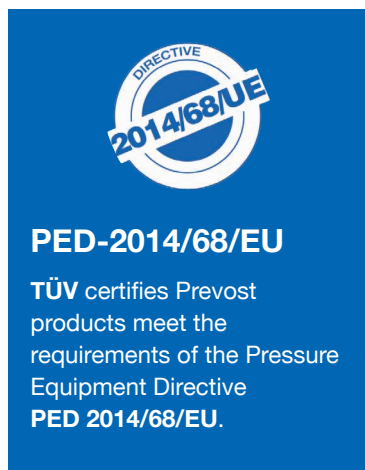 DIRECTIVE
2014/68/UE
PED-2014/68/EU
TÜV certifies Prevost
products meet the
requirements of the Pressure
Equipment Directive
PED 2014/68/EU.